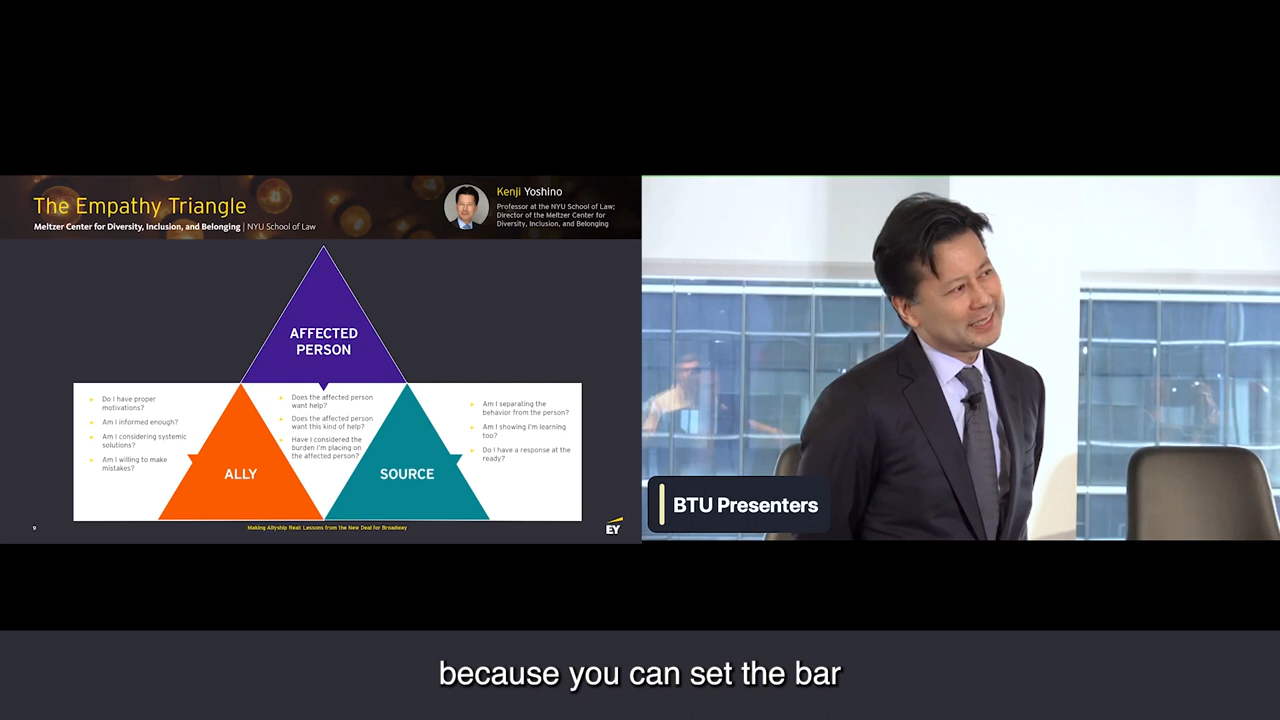 The Empathy Triangle
Meltzer Center for Diversity, Inclusion, and Belonging | NYU School of Law
Kenji Yoshino
Professor at the NYU School of Law;
Director of the Meltzer Center for
Diversity, Inclusion, and Belonging
AFFECTED
PERSON
Do I have proper
motivations?
Am I informed enough?
Am I considering systemic
solutions?
Am I willing to make
mistakes?
ALLY
Does the affected person
want help?
Does the affected person
want this kind of help?
Have I considered the
burden I'm placing on
the affected person?
SOURCE
Am I separating the
behavior from the person?
Am I showing I'm learning
too?
Do I have a response at the
ready?
9
Making Allyship Real: Lessons from the New Deal for Broadway
EY
BTU Presenters
because you can set the bar